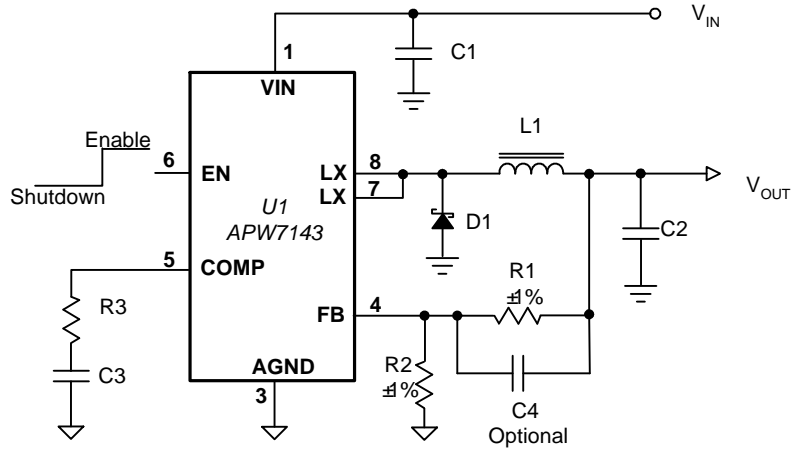 V_IN
1
C1
VIN
L1
Enable
6
EN
LX
8
Shutdown
LX
7
V_OUT
U1
APW7143
D1
C2
5
COMP
R1
±1%
R3
FB
4
C3
AGND
R2
±1%
3
C4
Optional